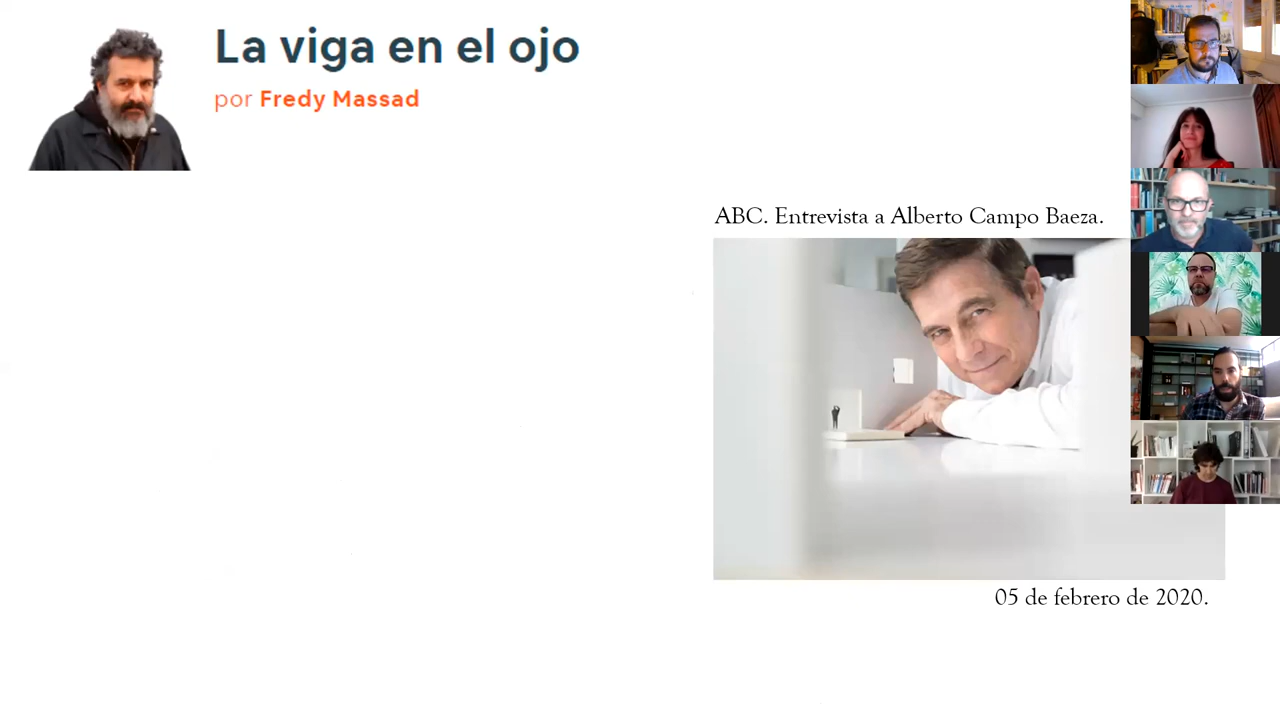 La viga en el ojo
por Fredy Massad
ABC. Entrevista a Alberto Campo Baeza.
05 de febrero de 2020.